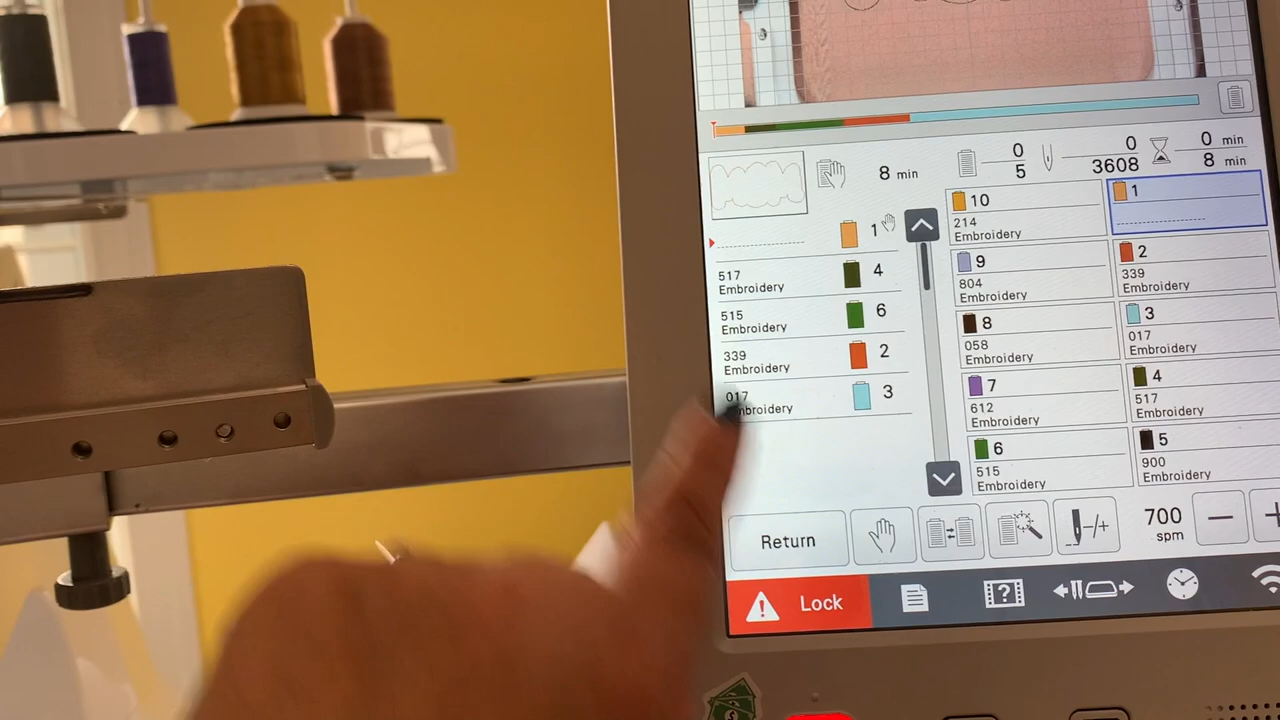 8 min
0
5
0
3608
0 min
8 min
1
517
Embroidery
4
515
Embroidery
6
339
Embroidery
2
017
mbroidery
3
10
214
Embroidery
1
9
804
Embroidery
2
339
Embroidery
8
058
Embroidery
3
017
Embroidery
7
612
Embroidery
4
517
Embroidery
6
515
Embroidery
5
900
Embroidery
Return
-/+
700
spm
−
+
Lock
?